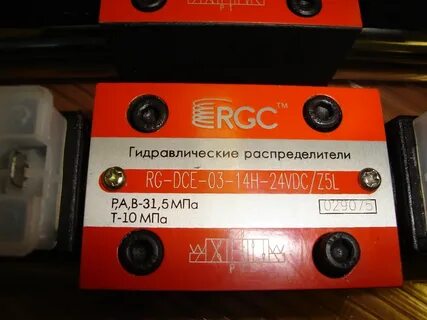 RGC™
Гидравлические распределители
RG-DCE-03-14H-24VDC/Z5L
P,A,B-31,5 МПа
T-10 МПа
029075